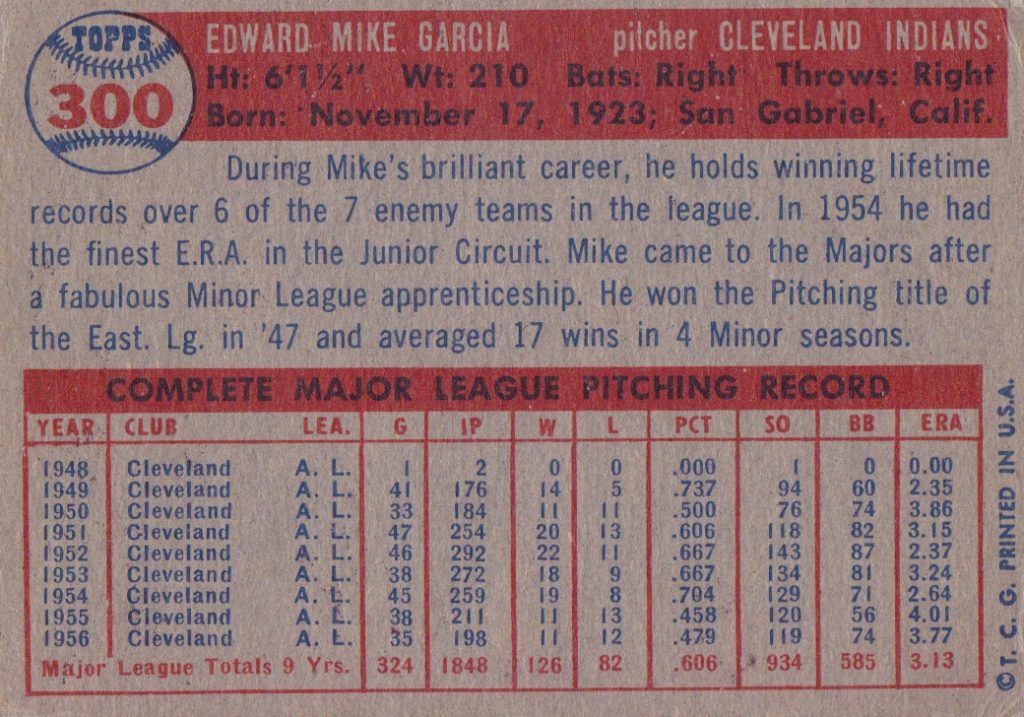 TOPPS
300
EDWARD MIKE GARCIA pitcher CLEVELAND INDIANS
Ht: 6'1½" Wt: 210 Bats: Right Throws: Right
Born: November 17, 1923; San Gabriel, Calif.
During Mike's brilliant career, he holds winning lifetime
records over 6 of the 7 enemy teams in the league. In 1954 he had
the finest E.R.A. in the Junior Circuit. Mike came to the Majors after
a fabulous Minor League apprenticeship. He won the Pitching title of
the East. Lg. in '47 and averaged 17 wins in 4 Minor seasons.
COMPLETE MAJOR LEAGUE PITCHING RECORD
YEAR CLUB LEA. G IP W L PCT SO BB ERA
1948 Cleveland A. L. 1 2 0 0 .000 1 0 0.00
1949 Cleveland A. L. 41 176 14 5 .737 94 60 2.35
1950 Cleveland A. L. 33 184 11 11 .500 76 74 3.86
1951 Cleveland A. L. 47 254 20 13 .606 118 82 3.15
1952 Cleveland A. L. 46 292 22 11 .667 143 87 2.37
1953 Cleveland A. L. 38 272 18 9 .667 134 81 3.24
1954 Cleveland A. L. 45 259 19 8 .704 129 71 2.64
1955 Cleveland A. L. 38 211 11 13 .458 120 56 4.01
1956 Cleveland A. L. 35 198 11 12 .479 119 74 3.77
Major League Totals 9 Yrs. 324 1848 126 82 .606 934 585 3.13
©T. C. G. PRINTED IN U.S.A.